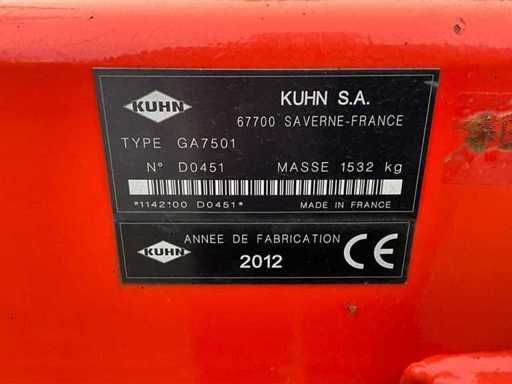 KUHN
KUHN S.A.
67700 SAVERNE-FRANCE
TYPE GA7501
N° D0451 MASSE 1532 kg
*1142100 D0451* MADE IN FRANCE
KUHN
ANNEE DE FABRICATION
2012
CE